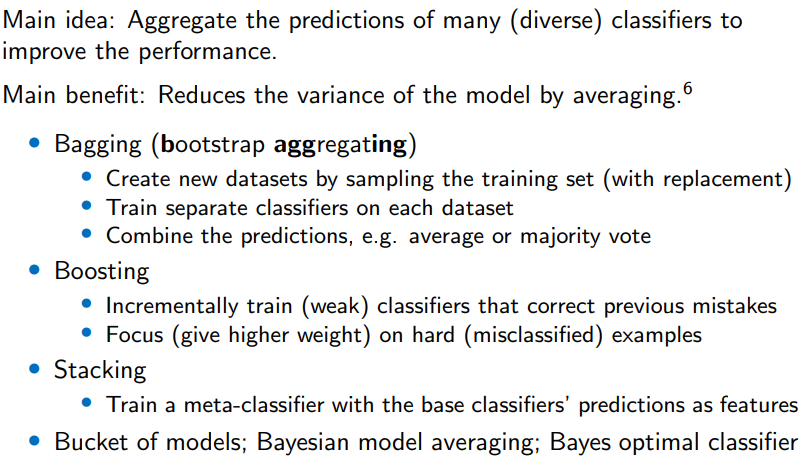 Main idea: Aggregate the predictions of many (diverse) classifiers to
improve the performance.
Main benefit: Reduces the variance of the model by averaging.⁶
• Bagging (bootstrap aggregating)
• Create new datasets by sampling the training set (with replacement)
• Train separate classifiers on each dataset
• Combine the predictions, e.g. average or majority vote
• Boosting
• Incrementally train (weak) classifiers that correct previous mistakes
• Focus (give higher weight) on hard (misclassified) examples
• Stacking
• Train a meta-classifier with the base classifiers' predictions as features
• Bucket of models; Bayesian model averaging; Bayes optimal classifier